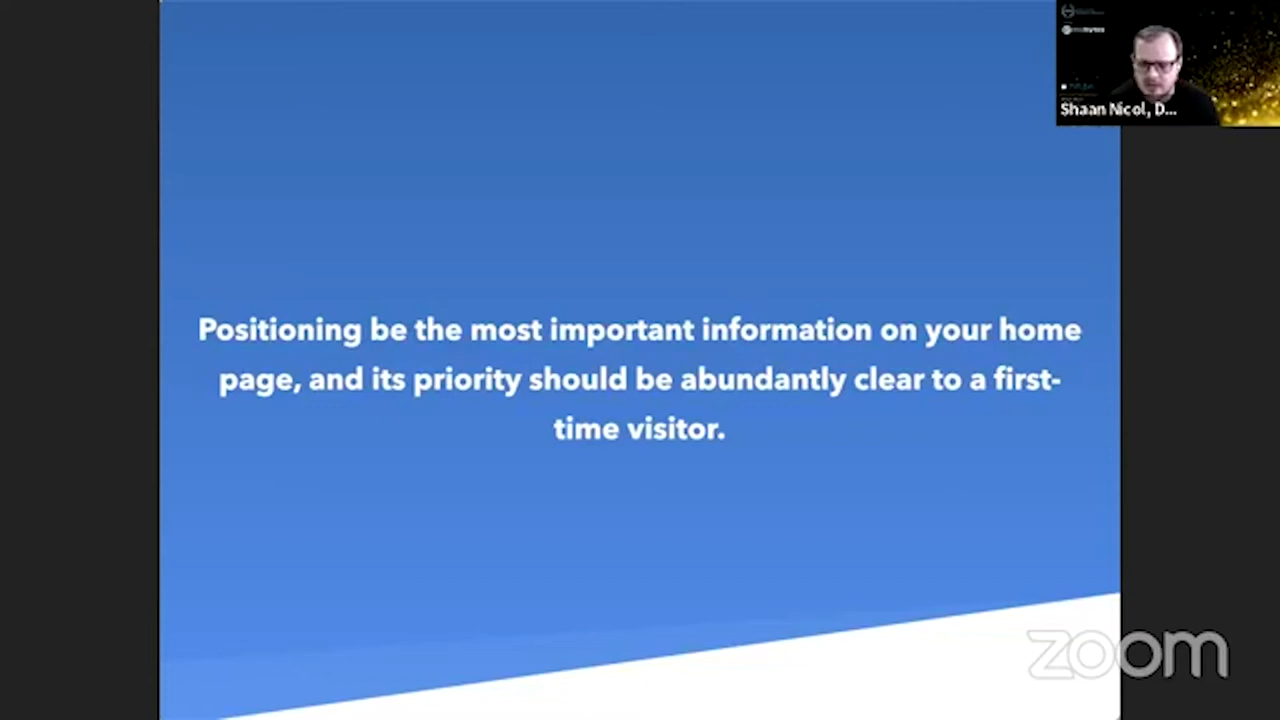 Shaan Nicol, D...
Positioning be the most important information on your home
page, and its priority should be abundantly clear to a first-
time visitor.
zoom